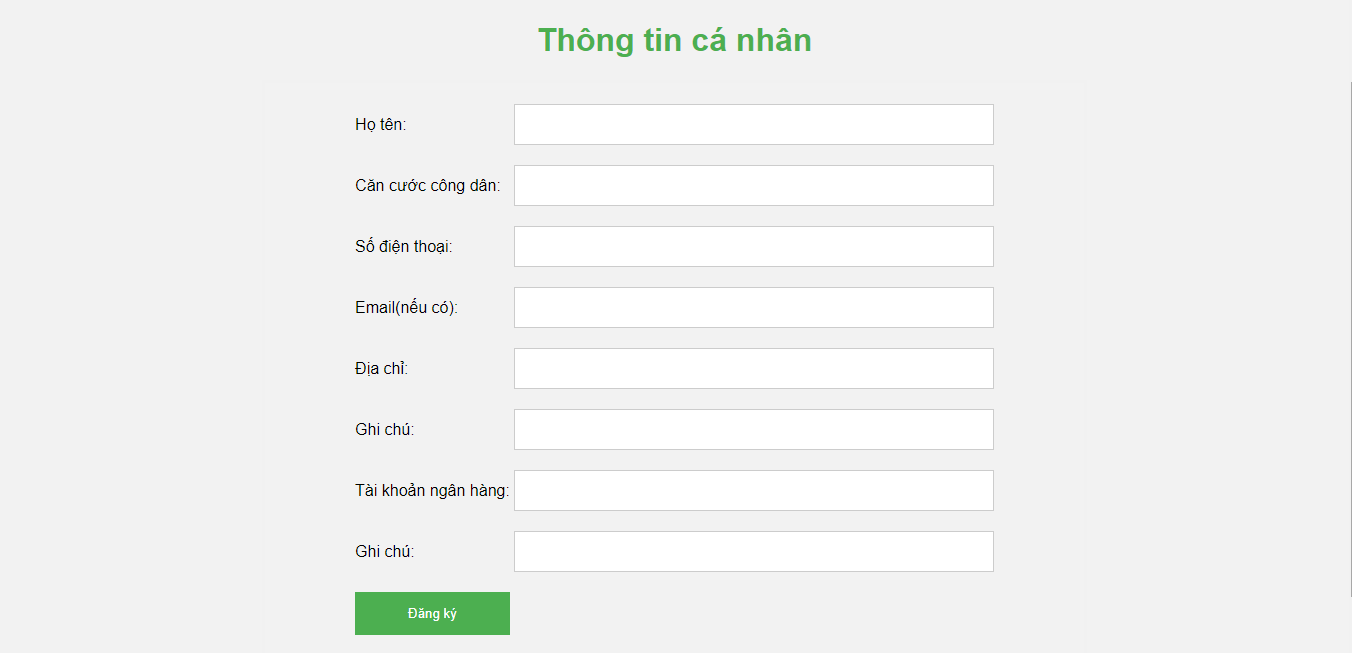 Thông tin cá nhân
Họ tên:
Căn cước công dân:
Số điện thoại:
Email(nếu có):
Địa chỉ:
Ghi chú:
Tài khoản ngân hàng:
Ghi chú:
Đăng ký